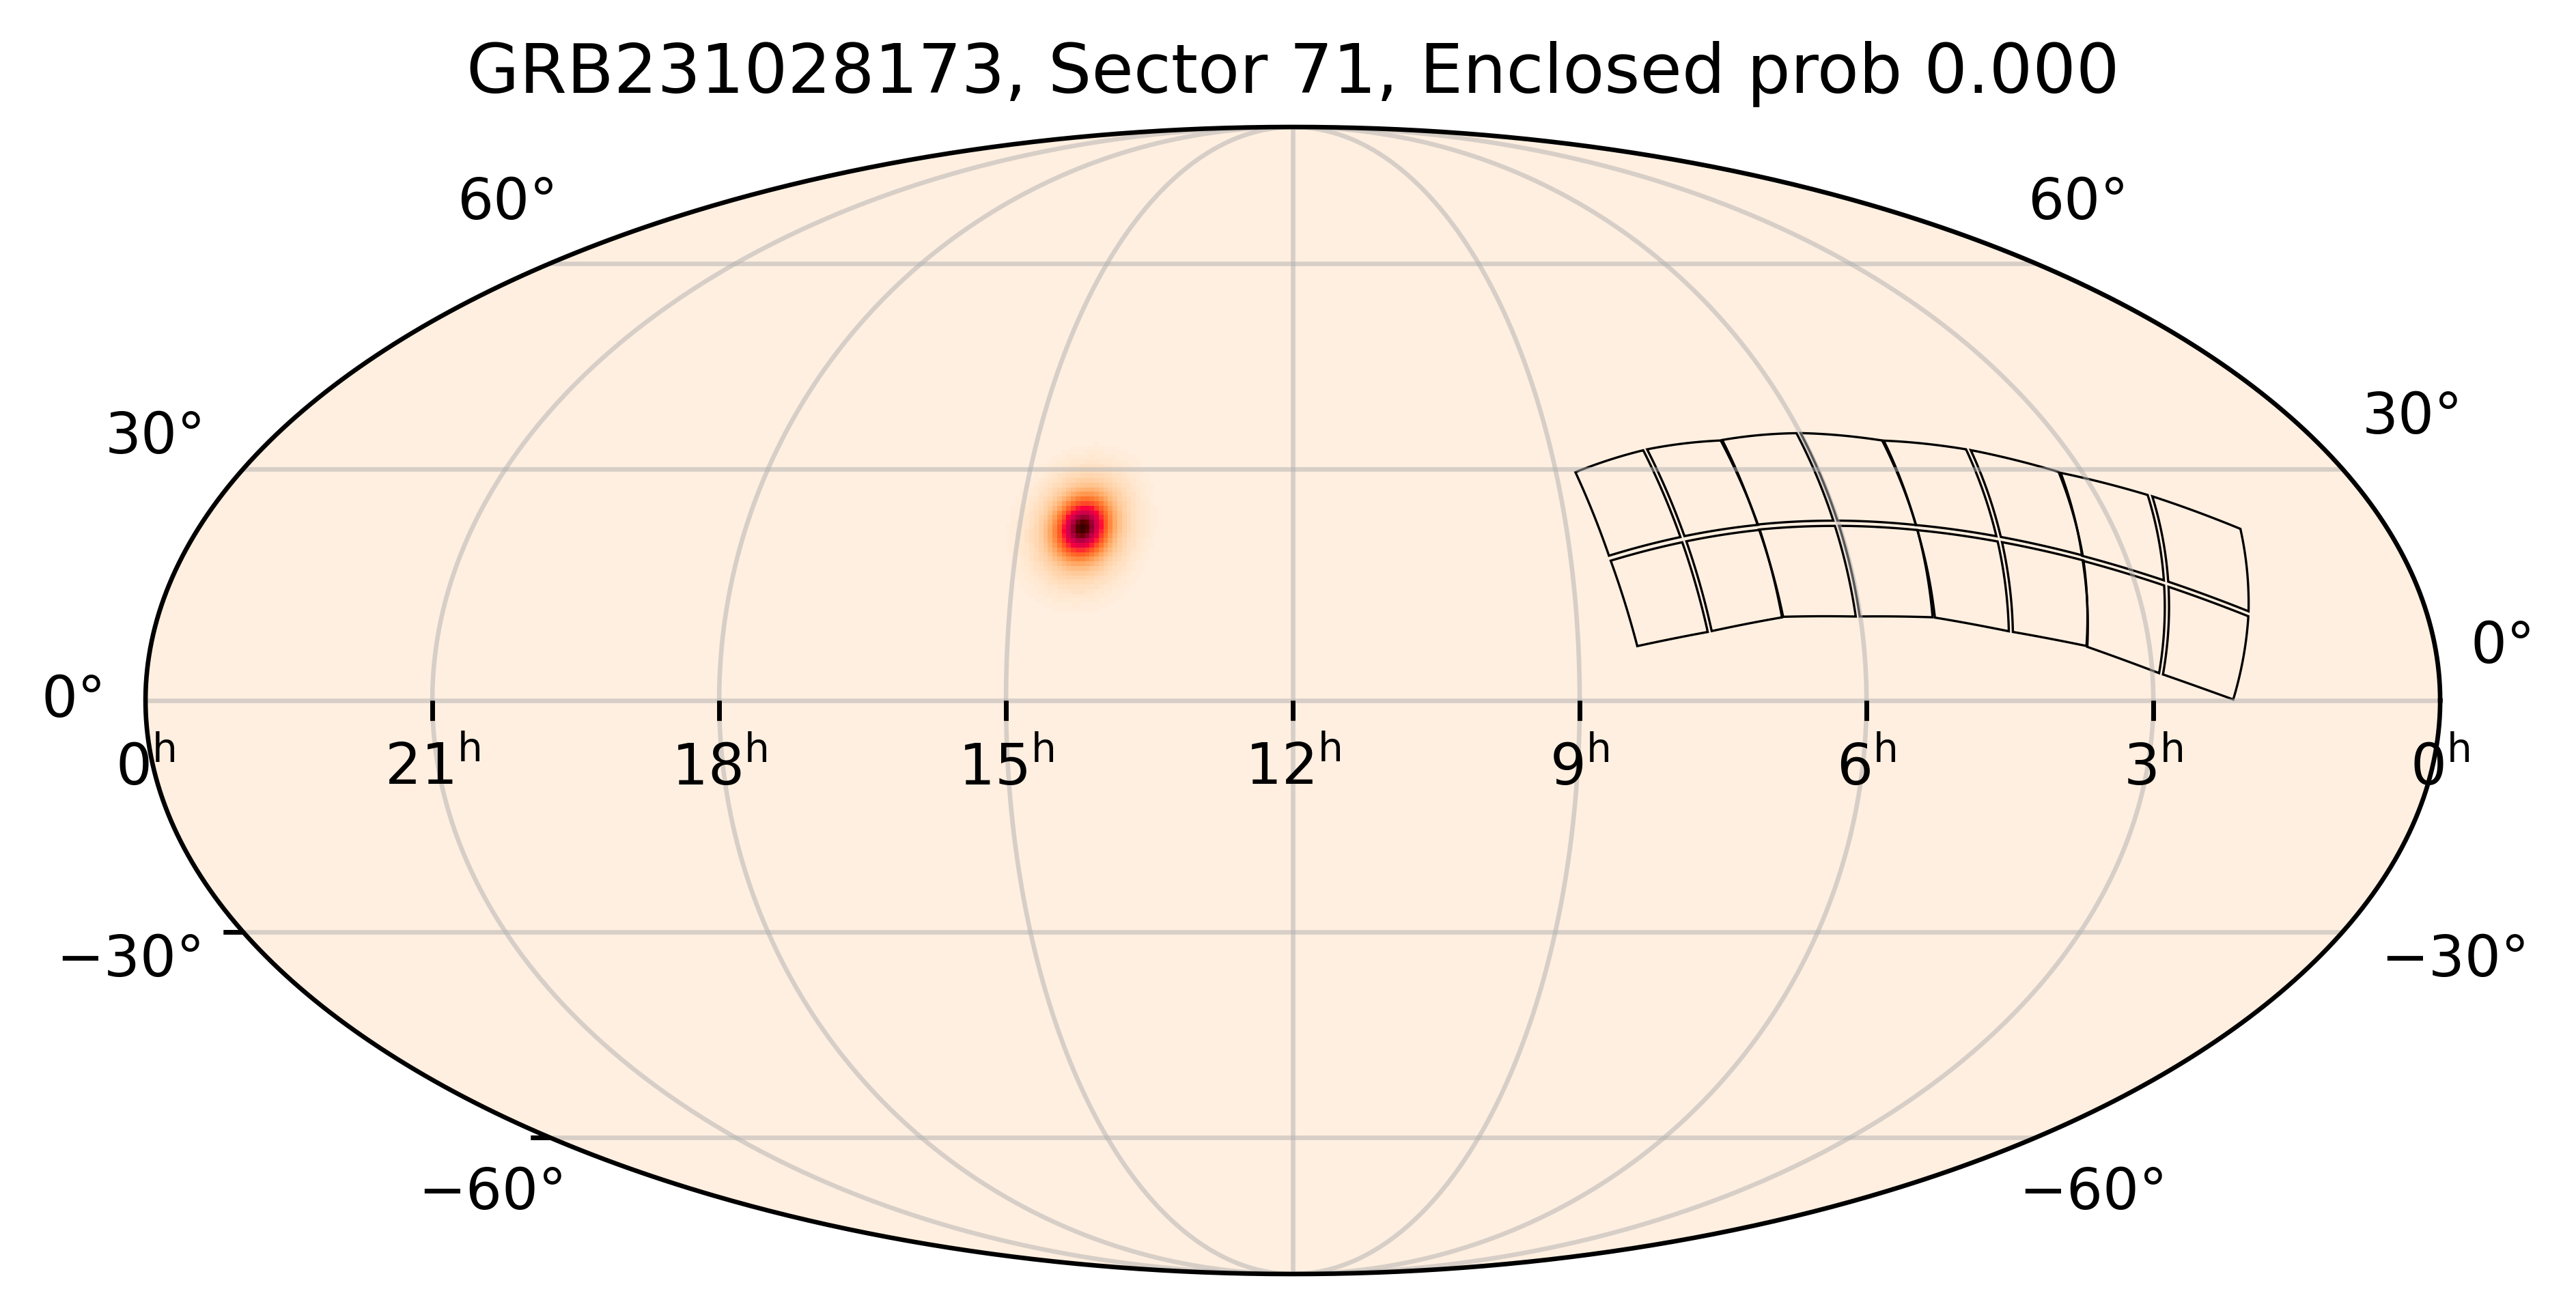 GRB231028173, Sector 71, Enclosed prob 0.000
60° 60°
30° 30°
0° 0°
0ʰ 21ʰ 18ʰ 15ʰ 12ʰ 9ʰ 6ʰ 3ʰ 0ʰ
−30° −30°
−60° −60°